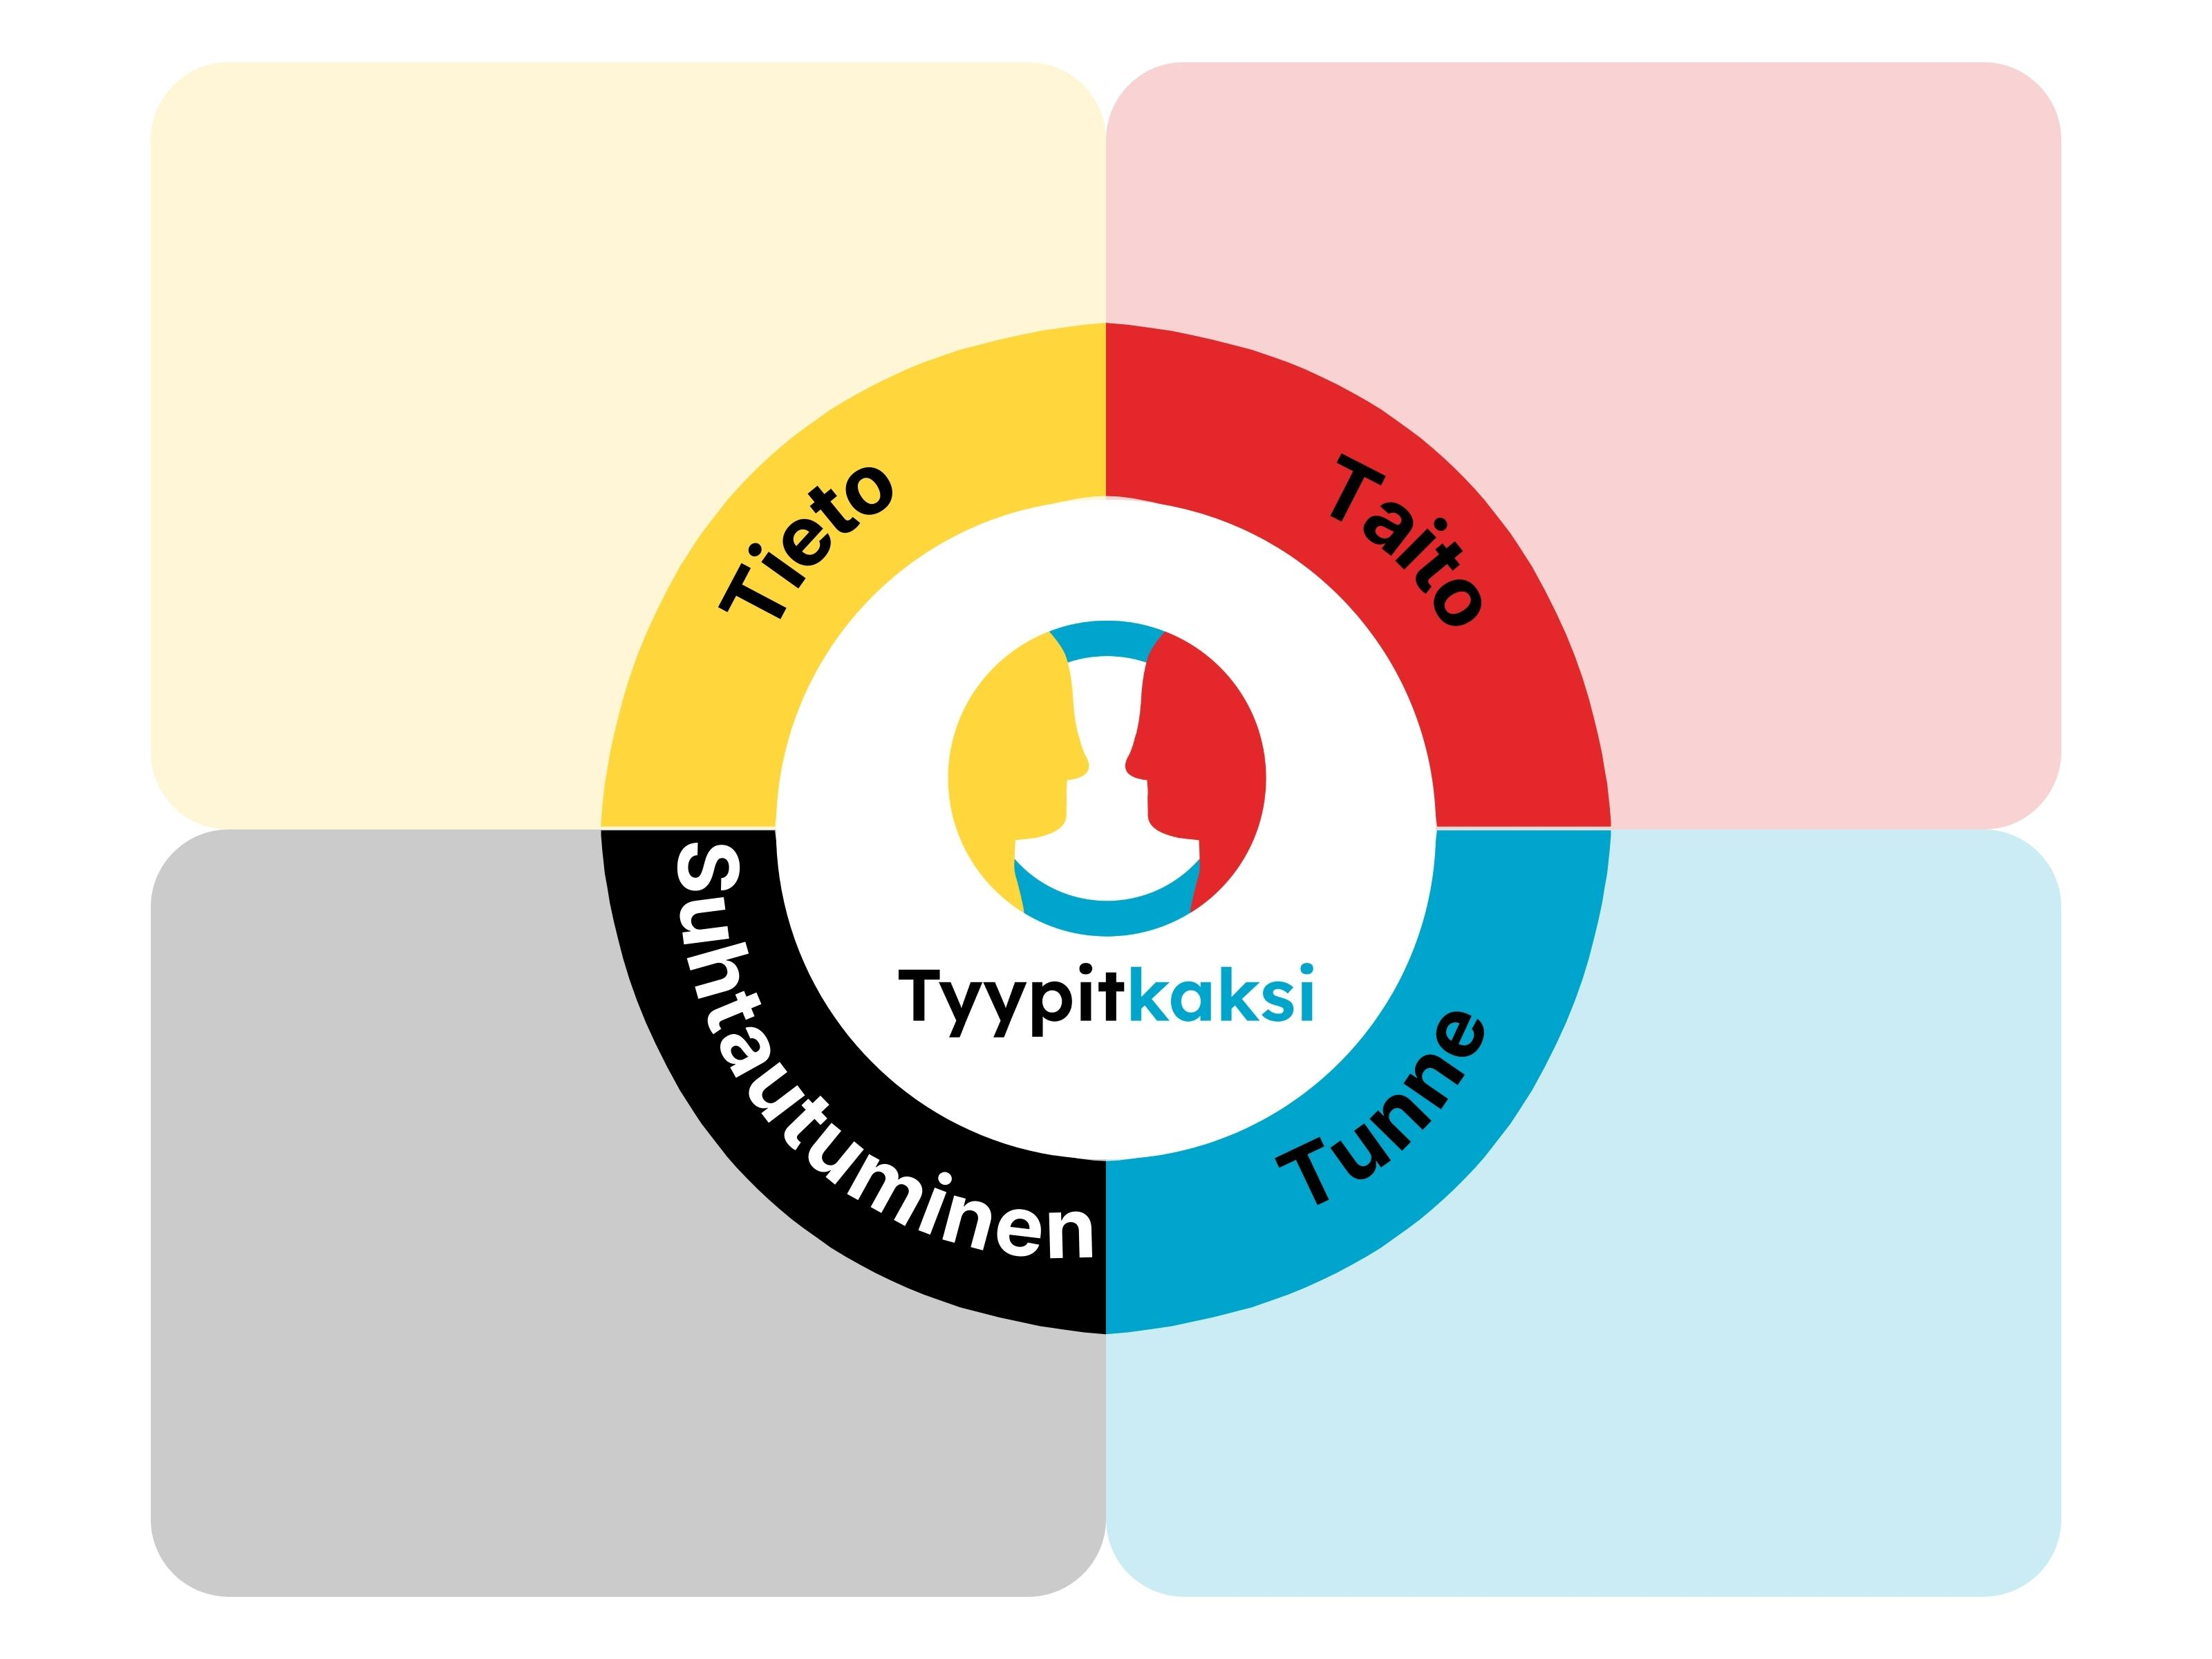 Tieto
Taito
Tyypitkaksi
Suhtautuminen
Tunne